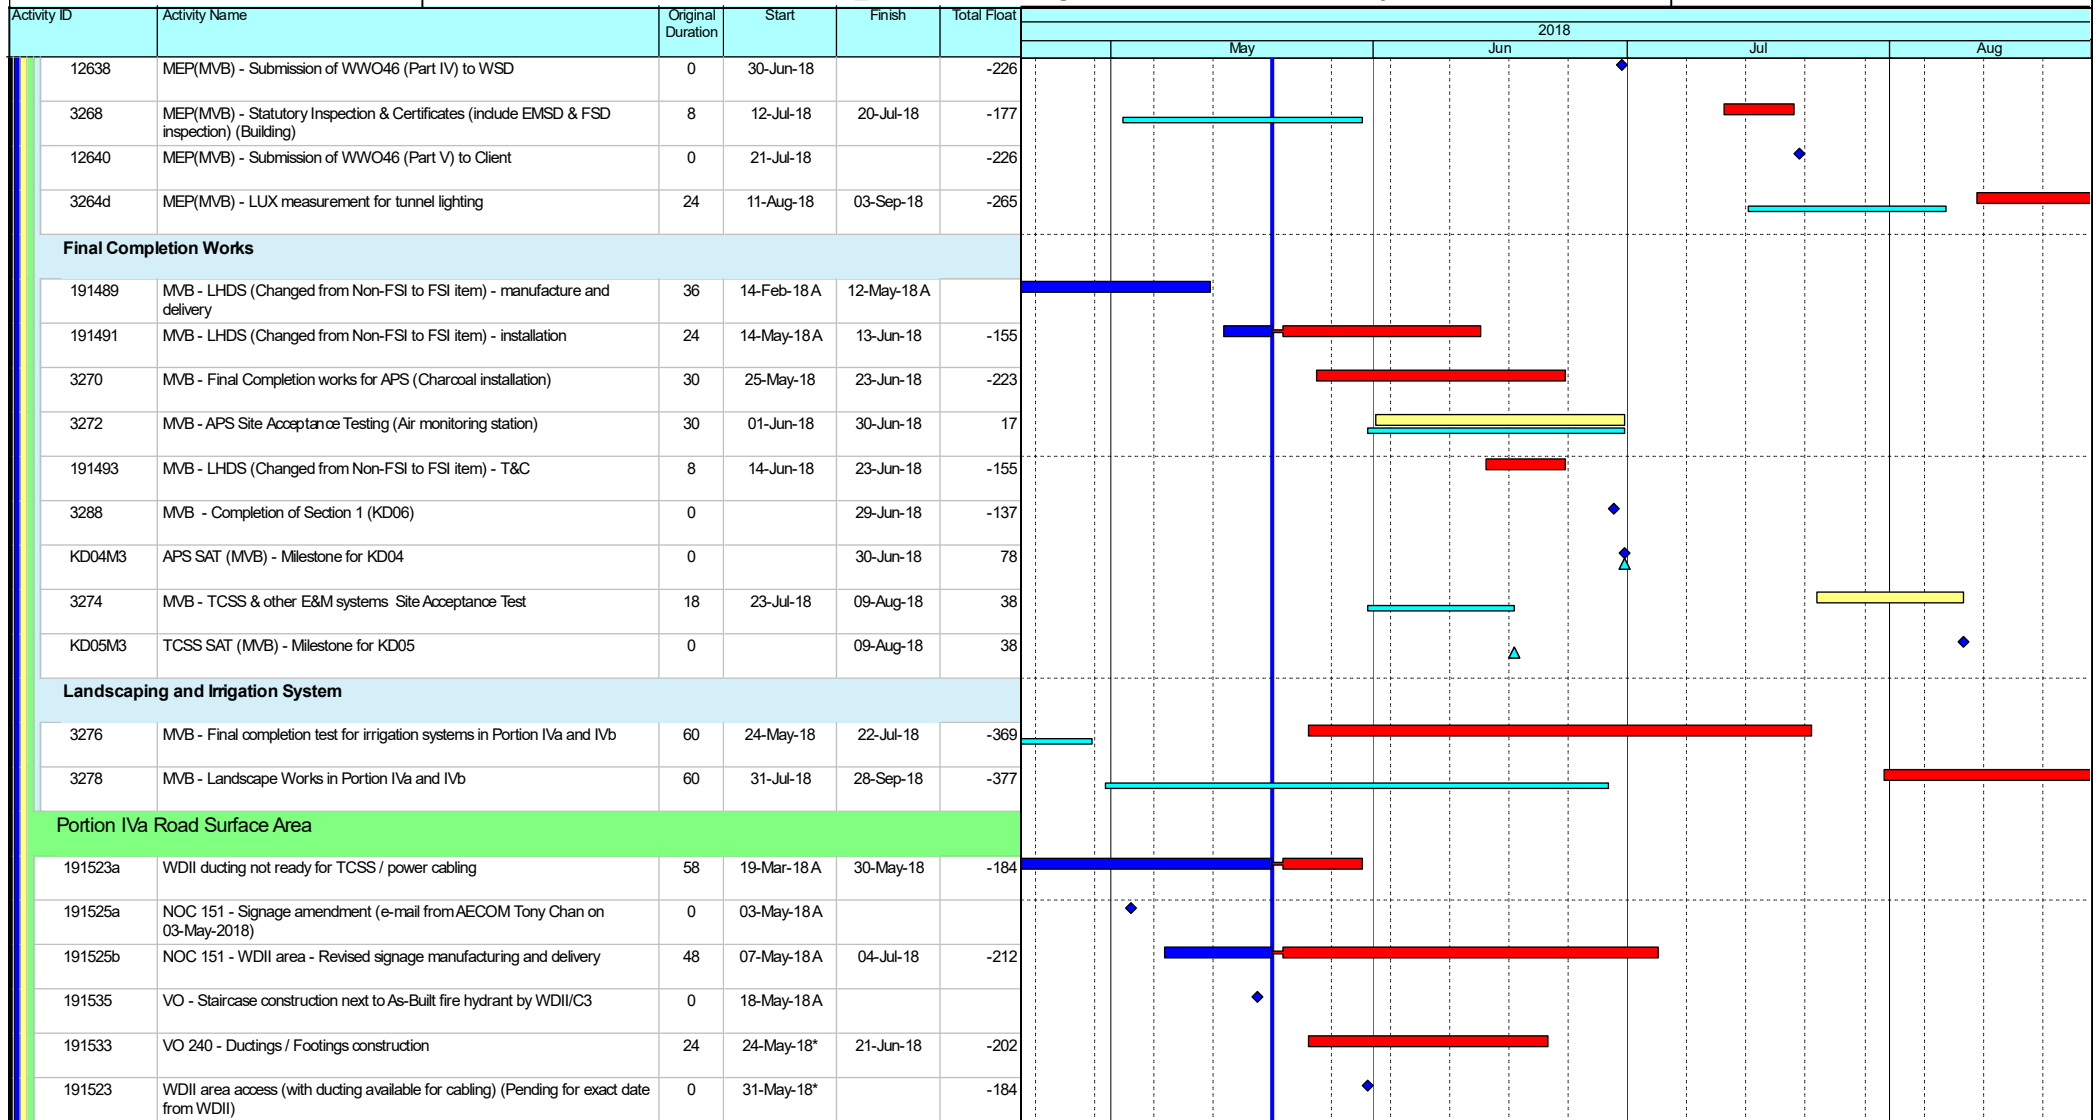 Activity ID Activity Name Original Start Finish Total Float 2018
Duration May Jun Jul Aug
12638 MEP(MVB) - Submission of WWO46 (Part IV) to WSD 0 30-Jun-18 -226
3268 MEP(MVB) - Statutory Inspection & Certificates (include EMSD & FSD 8 12-Jul-18 20-Jul-18 -177
inspection) (Building)
12640 MEP(MVB) - Submission of WWO46 (Part V) to Client 0 21-Jul-18 -226
3264d MEP(MVB) - LUX measurement for tunnel lighting 24 11-Aug-18 03-Sep-18 -265
Final Completion Works
191489 MVB - LHDS (Changed from Non-FSI to FSI item) - manufacture and 36 14-Feb-18 A 12-May-18 A
delivery
191491 MVB - LHDS (Changed from Non-FSI to FSI item) - installation 24 14-May-18 A 13-Jun-18 -155
3270 MVB - Final Completion works for APS (Charcoal installation) 30 25-May-18 23-Jun-18 -223
3272 MVB - APS Site Acceptance Testing (Air monitoring station) 30 01-Jun-18 30-Jun-18 17
191493 MVB - LHDS (Changed from Non-FSI to FSI item) - T&C 8 14-Jun-18 23-Jun-18 -155
3288 MVB - Completion of Section 1 (KD06) 0 29-Jun-18 -137
KD04M3 APS SAT (MVB) - Milestone for KD04 0 30-Jun-18 78
3274 MVB - TCSS & other E&M systems Site Acceptance Test 18 23-Jul-18 09-Aug-18 38
KD05M3 TCSS SAT (MVB) - Milestone for KD05 0 09-Aug-18 38
Landscaping and Irrigation System
3276 MVB - Final completion test for irrigation systems in Portion IVa and IVb 60 24-May-18 22-Jul-18 -369
3278 MVB - Landscape Works in Portion IVa and IVb 60 31-Jul-18 28-Sep-18 -377
Portion IVa Road Surface Area
191523a WDII ducting not ready for TCSS / power cabling 58 19-Mar-18 A 30-May-18 -184
191525a NOC 151 - Signage amendment (e-mail from AECOM Tony Chan on 0 03-May-18 A
03-May-2018)
191525b NOC 151 - WDII area - Revised signage manufacturing and delivery 48 07-May-18 A 04-Jul-18 -212
191535 VO - Staircase construction next to As-Built fire hydrant by WDII/C3 0 18-May-18 A
191533 VO 240 - Ductings / Footings construction 24 24-May-18* 21-Jun-18 -202
191523 WDII area access (with ducting available for cabling) (Pending for exact date 0 31-May-18* -184
from WDII)